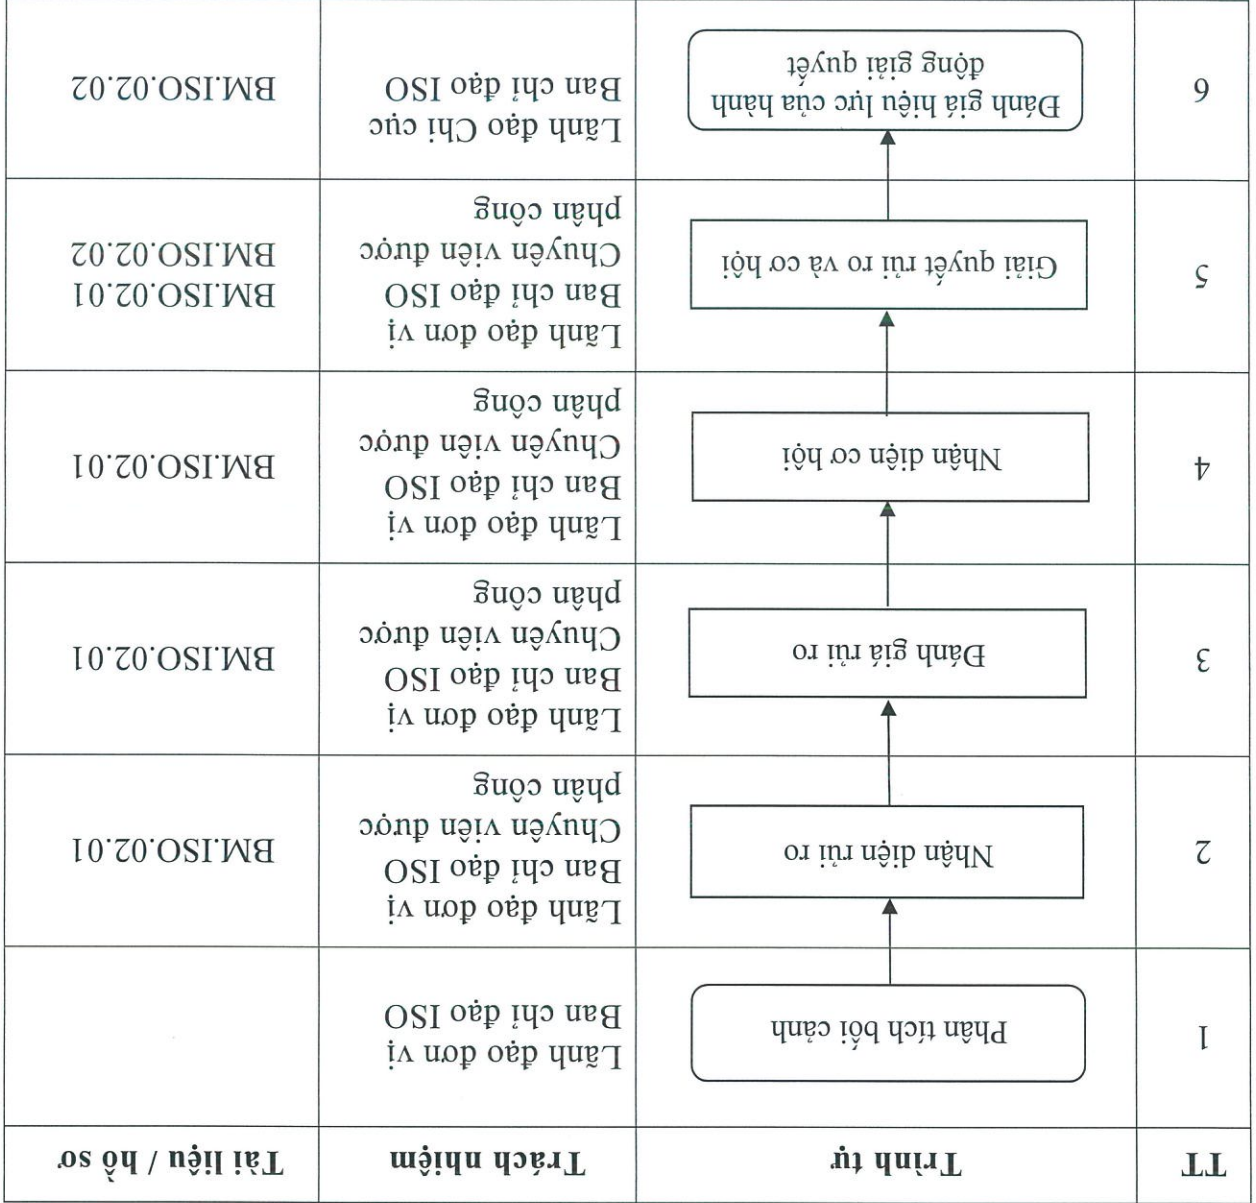 TT
Trình tự
Trách nhiệm
Tài liệu / hồ sơ
1
Phân tích bối cảnh
Lãnh đạo đơn vị
Ban chỉ đạo ISO
2
Nhận diện rủi ro
Lãnh đạo đơn vị
Ban chỉ đạo ISO
Chuyên viên được
phân công
BM.ISO.02.01
3
Đánh giá rủi ro
Lãnh đạo đơn vị
Ban chỉ đạo ISO
Chuyên viên được
phân công
BM.ISO.02.01
4
Nhận diện cơ hội
Lãnh đạo đơn vị
Ban chỉ đạo ISO
Chuyên viên được
phân công
BM.ISO.02.01
5
Giải quyết rủi ro và cơ hội
Lãnh đạo đơn vị
Ban chỉ đạo ISO
Chuyên viên được
phân công
BM.ISO.02.01
BM.ISO.02.02
6
Đánh giá hiệu lực của hành
động giải quyết
Lãnh đạo Chi cục
Ban chỉ đạo ISO
BM.ISO.02.02